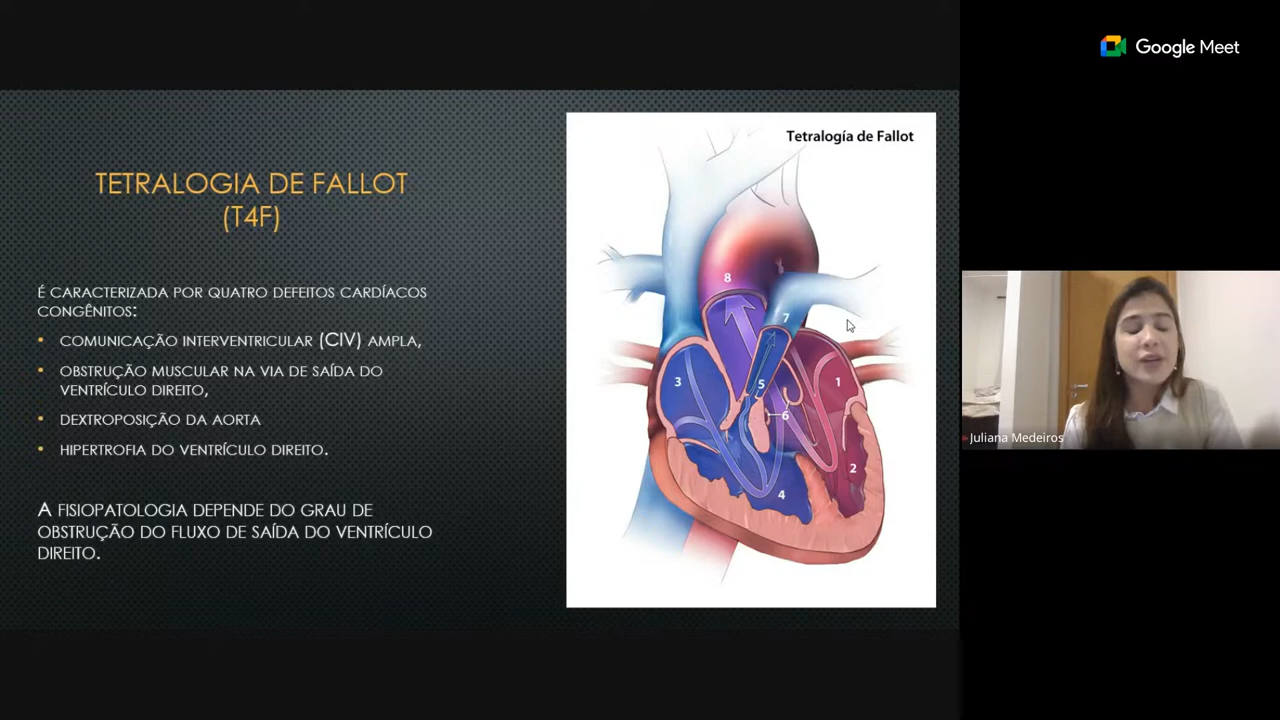 Google Meet
TETRALOGIA DE FALLOT
(T4F)
É CARACTERIZADA POR QUATRO DEFEITOS CARDÍACOS
CONGÊNITOS:
• COMUNICAÇÃO INTERVENTRICULAR (CIV) AMPLA,
• OBSTRUÇÃO MUSCULAR NA VIA DE SAÍDA DO
VENTRÍCULO DIREITO,
• DEXTROPOSIÇÃO DA AORTA
• HIPERTROFIA DO VENTRÍCULO DIREITO.
A FISIOPATOLOGIA DEPENDE DO GRAU DE
OBSTRUÇÃO DO FLUXO DE SAÍDA DO VENTRÍCULO
DIREITO.
Tetralogía de Fallot
8
7
3
5
1
6
2
4
Juliana Medeiros